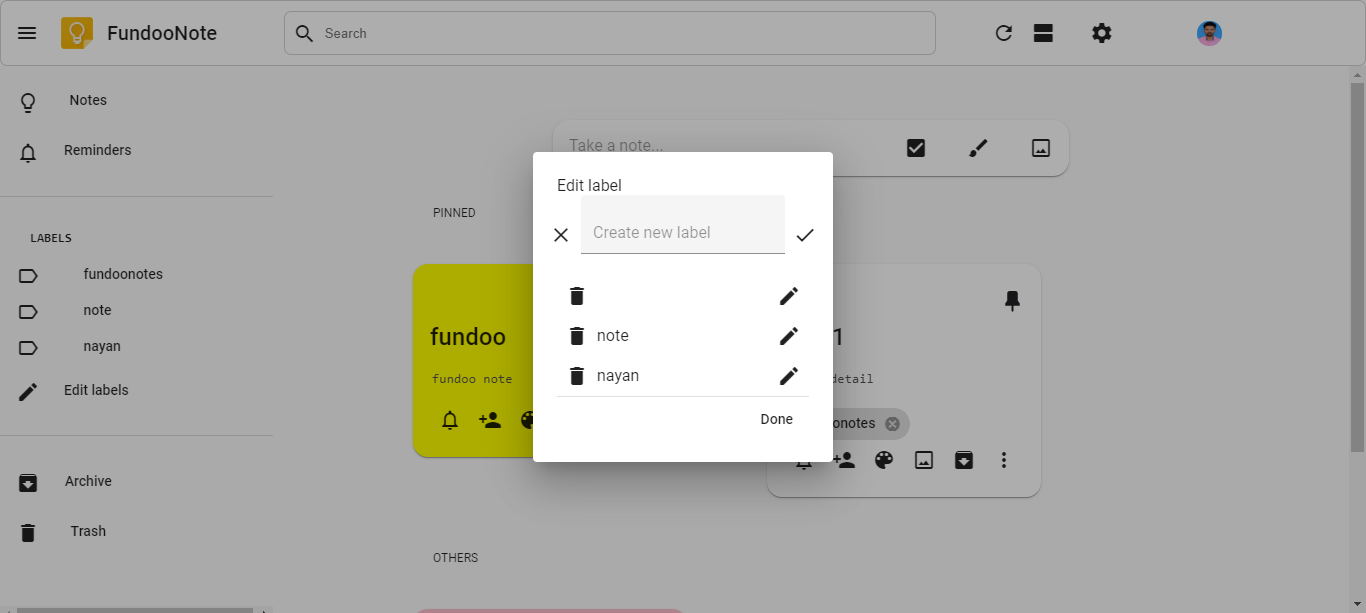 FundooNote
Search
Notes
Reminders
LABELS
fundoonotes
note
nayan
Edit labels
Archive
Trash
Take a note...
PINNED
fundoo
fundoo note
1
detail
onotes
OTHERS
Edit label
Create new label
note
nayan
Done